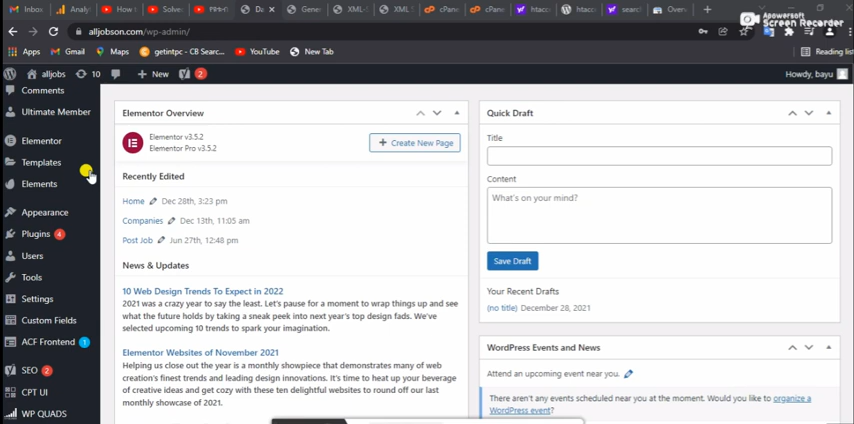 Inbox
Analy
How t
Solve
Da
Gener
XML-S
XML S
cPane
cPane
htacce
htacce
search
Overv
Apowersoft
Screen Recorder
alljobson.com/wp-admin/
Apps
Gmail
Maps
getintpc - CB Searc...
YouTube
New Tab
Reading list
alljobs 10 + New 2
Howdy, bayu
Comments
Ultimate Member
Elementor
Templates
Elements
Appearance
Plugins 4
Users
Tools
Settings
Custom Fields
ACF Frontend 1
SEO 2
CPT UI
WP QUADS
Elementor Overview
Elementor v3.5.2
Elementor Pro v3.5.2
+ Create New Page
Recently Edited
Home Dec 28th, 3:23 pm
Companies Dec 13th, 11:05 am
Post Job Jun 27th, 12:48 pm
News & Updates
10 Web Design Trends To Expect in 2022
2021 was a crazy year to say the least. Let's pause for a moment to wrap things up and see
what the future holds by taking a sneak peek into next year's top design fads. We've
selected upcoming 10 trends to spark your imagination.
Elementor Websites of November 2021
Helping us close out the year is a monthly showpiece that demonstrates many of web
creation's finest trends and leading design innovations. It's time to heat up your beverage
of creative ideas and get cozy with these ten delightful websites to round off our last
monthly showcase of 2021.
Quick Draft
Title
Content
What's on your mind?
Save Draft
Your Recent Drafts
(no title) December 28, 2021
WordPress Events and News
Attend an upcoming event near you.
There aren't any events scheduled near you at the moment. Would you like to organize a
WordPress event?